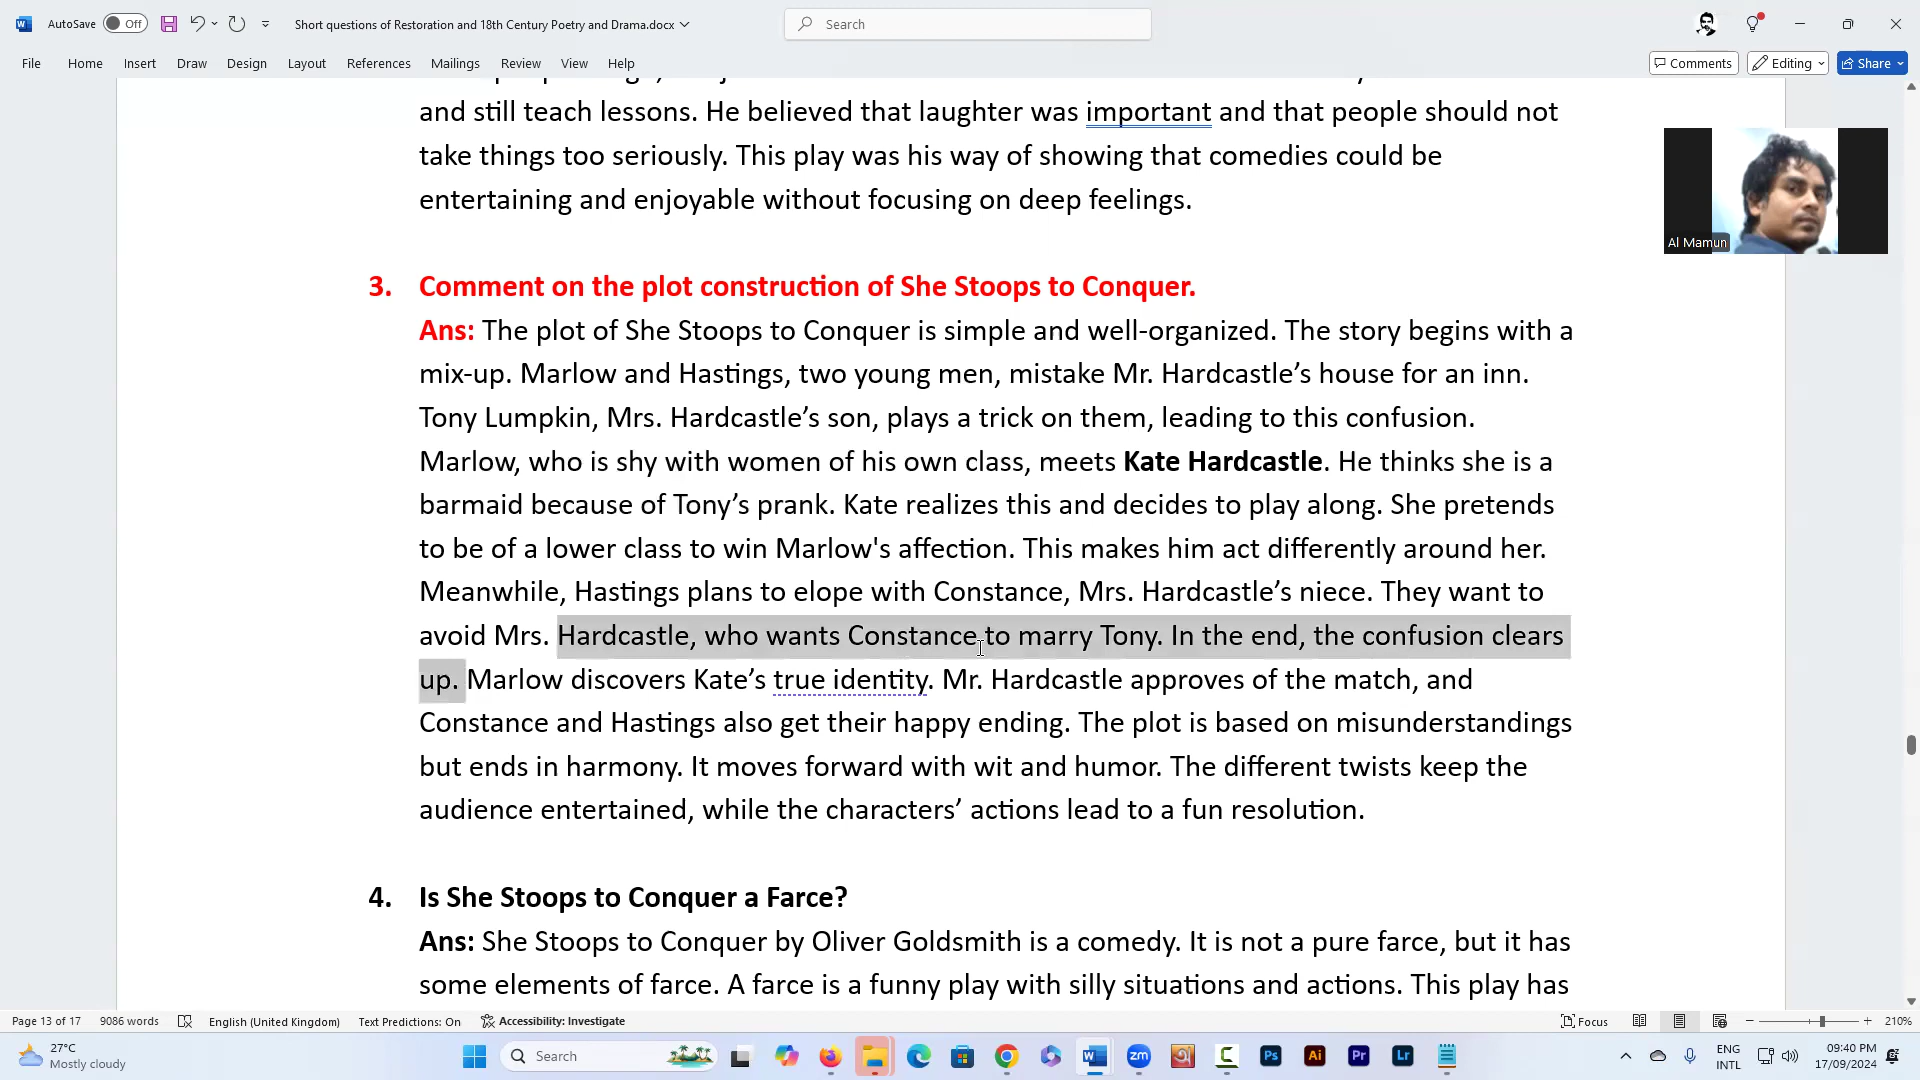 AutoSave Off Short questions of Restoration and 18th Century Poetry and Drama.docx Search
File Home Insert Draw Design Layout References Mailings Review View Help Comments Editing Share
and still teach lessons. He believed that laughter was important and that people should not
take things too seriously. This play was his way of showing that comedies could be
entertaining and enjoyable without focusing on deep feelings.
Al Mamun
3. Comment on the plot construction of She Stoops to Conquer.
Ans: The plot of She Stoops to Conquer is simple and well-organized. The story begins with a
mix-up. Marlow and Hastings, two young men, mistake Mr. Hardcastle’s house for an inn.
Tony Lumpkin, Mrs. Hardcastle’s son, plays a trick on them, leading to this confusion.
Marlow, who is shy with women of his own class, meets Kate Hardcastle. He thinks she is a
barmaid because of Tony’s prank. Kate realizes this and decides to play along. She pretends
to be of a lower class to win Marlow's affection. This makes him act differently around her.
Meanwhile, Hastings plans to elope with Constance, Mrs. Hardcastle’s niece. They want to
avoid Mrs. Hardcastle, who wants Constance to marry Tony. In the end, the confusion clears
up. Marlow discovers Kate’s true identity. Mr. Hardcastle approves of the match, and
Constance and Hastings also get their happy ending. The plot is based on misunderstandings
but ends in harmony. It moves forward with wit and humor. The different twists keep the
audience entertained, while the characters’ actions lead to a fun resolution.
4. Is She Stoops to Conquer a Farce?
Ans: She Stoops to Conquer by Oliver Goldsmith is a comedy. It is not a pure farce, but it has
some elements of farce. A farce is a funny play with silly situations and actions. This play has
Page 13 of 17 9086 words English (United Kingdom) Text Predictions: On Accessibility: Investigate Focus 210%
27°C
Mostly cloudy
Search
zm
Ps
Ai
Pr
Lr
ENG
INTL
09:40 PM
17/09/2024